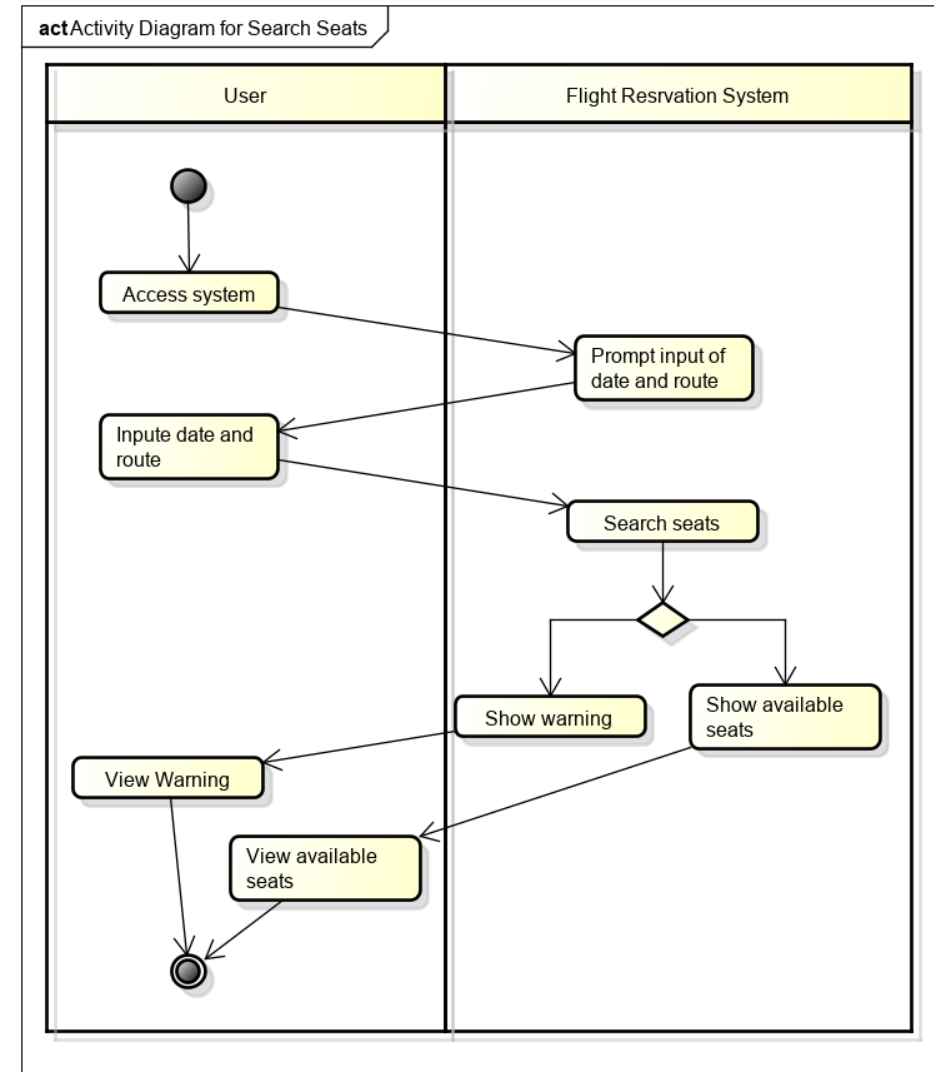 act Activity Diagram for Search Seats
User
Flight Resrvation System
Access system
Prompt input of
date and route
Inpute date and
route
Search seats
Show warning
Show available
seats
View Warning
View available
seats